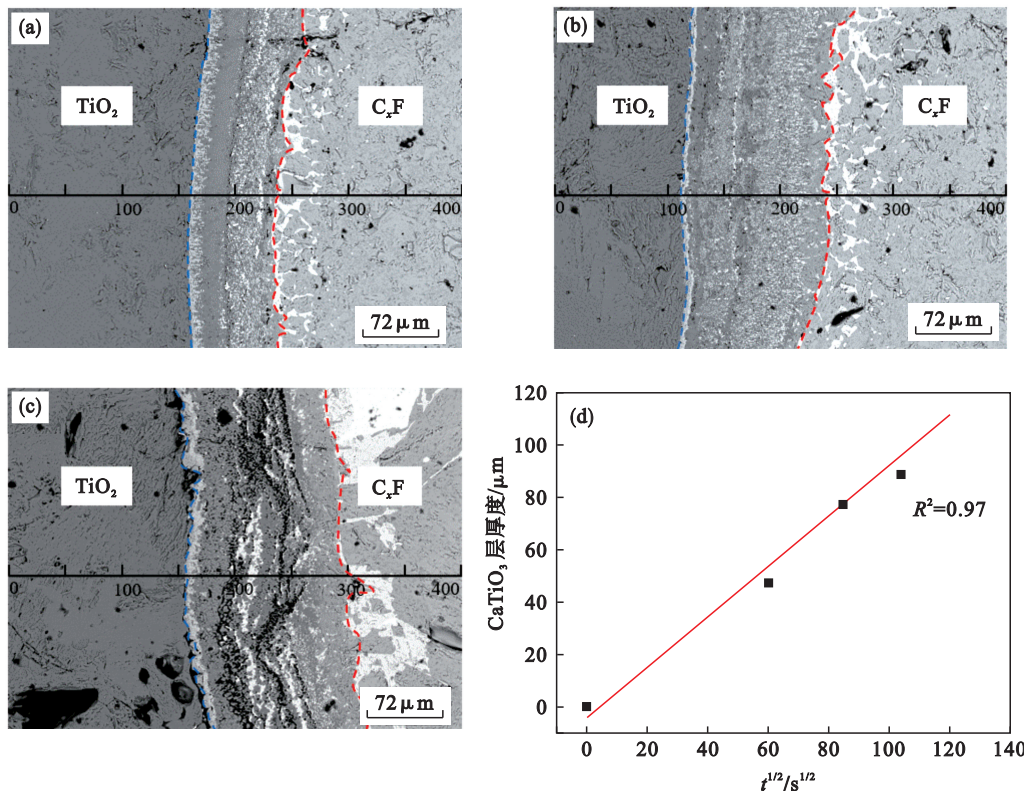 (a)
TiO₂
CₓF
0 100 200 300 400
72 μm
(b)
TiO₂
CₓF
0 100 200 300 400
72 μm
(c)
TiO₂
CₓF
0 100 200 300 400
72 μm
(d)
CaTiO₃层厚度/μm
120
100
80
60
40
20
0
R²=0.97
0 20 40 60 80 100 120 140
t¹/²/s¹/²